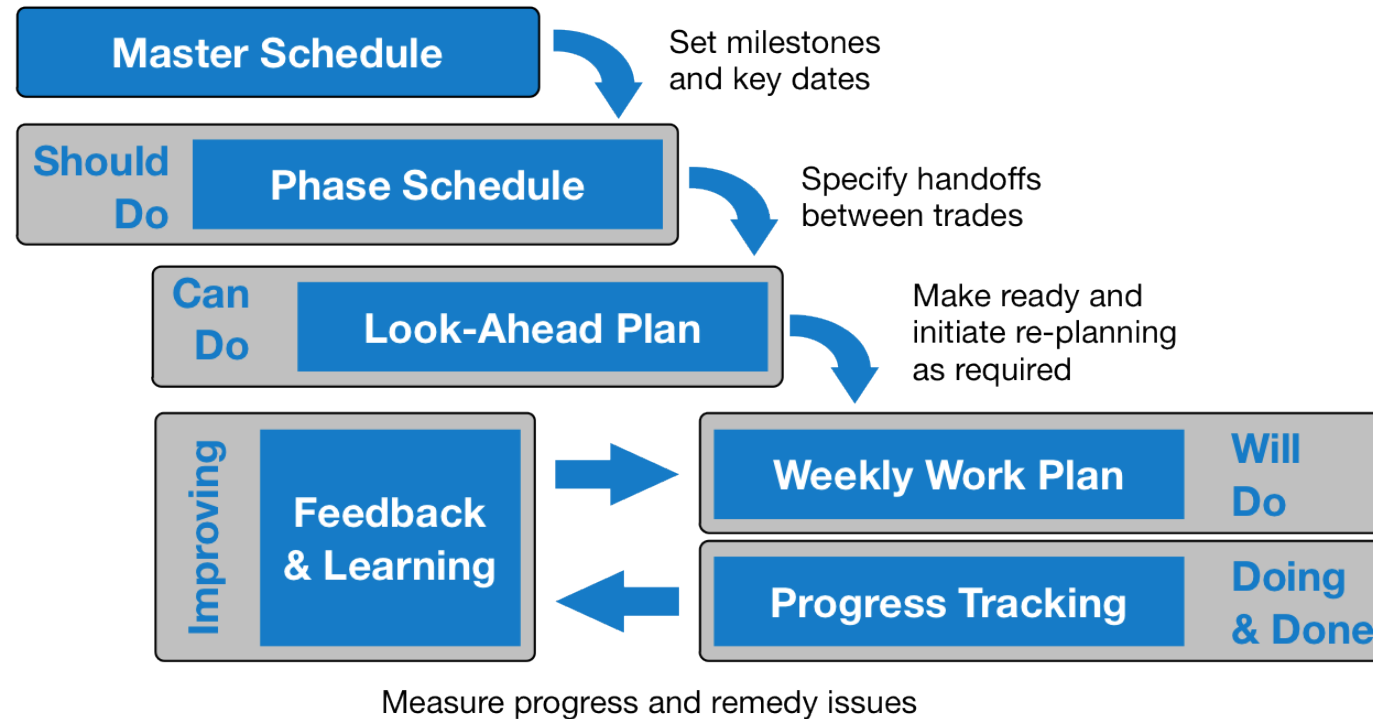 Master Schedule
Set milestones
and key dates
Should
Do
Phase Schedule
Specify handoffs
between trades
Can
Do
Look-Ahead Plan
Make ready and
initiate re-planning
as required
Improving
Feedback
& Learning
Weekly Work Plan
Will
Do
Progress Tracking
Doing
& Done
Measure progress and remedy issues